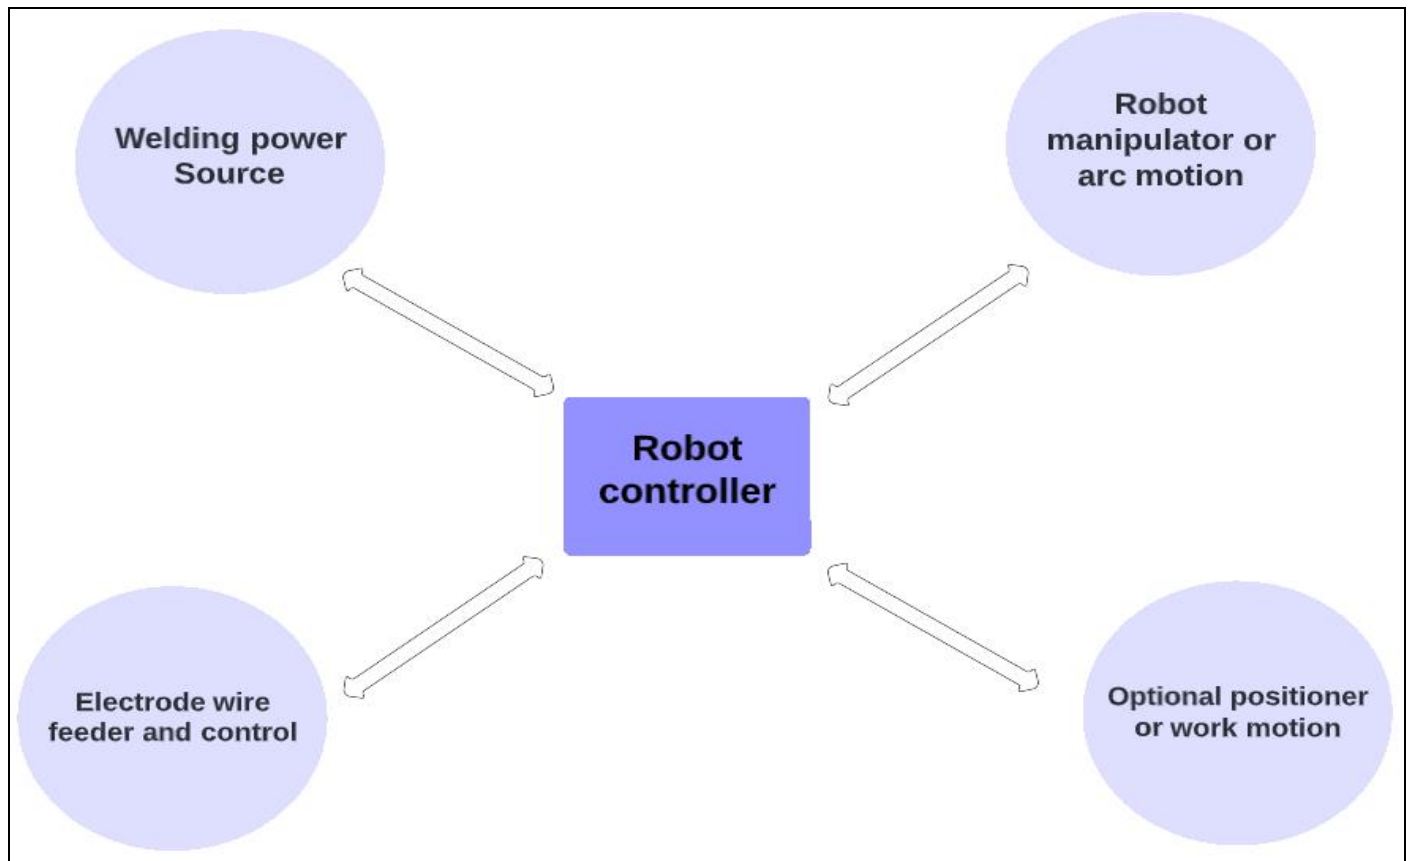 Welding power
Source
Robot
manipulator or
arc motion
Robot
controller
Electrode wire
feeder and control
Optional positioner
or work motion